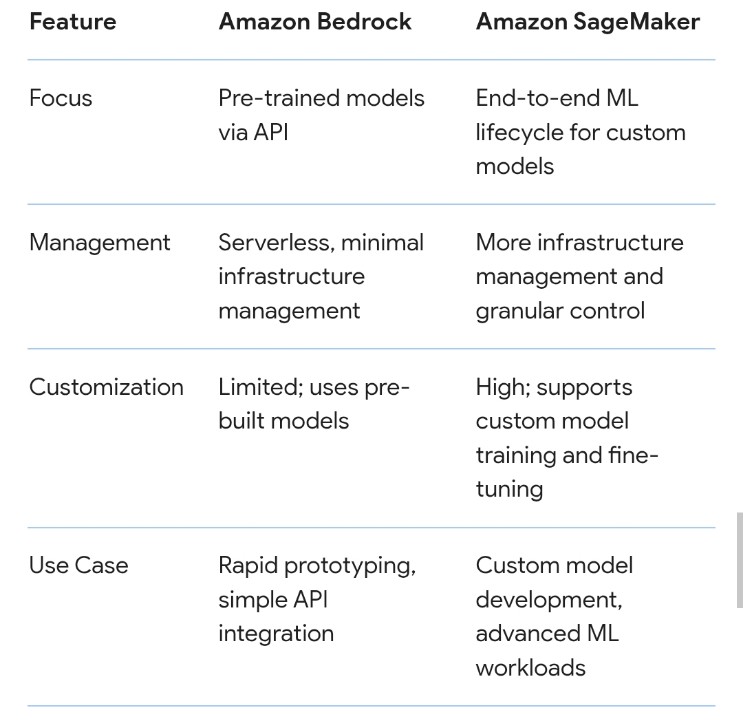 Feature Amazon Bedrock Amazon SageMaker
Focus Pre-trained models End-to-end ML
via API lifecycle for custom
models
Management Serverless, minimal More infrastructure
infrastructure management and
management granular control
Customization Limited; uses pre- High; supports
built models custom model
training and fine-
tuning
Use Case Rapid prototyping, Custom model
simple API development,
integration advanced ML
workloads